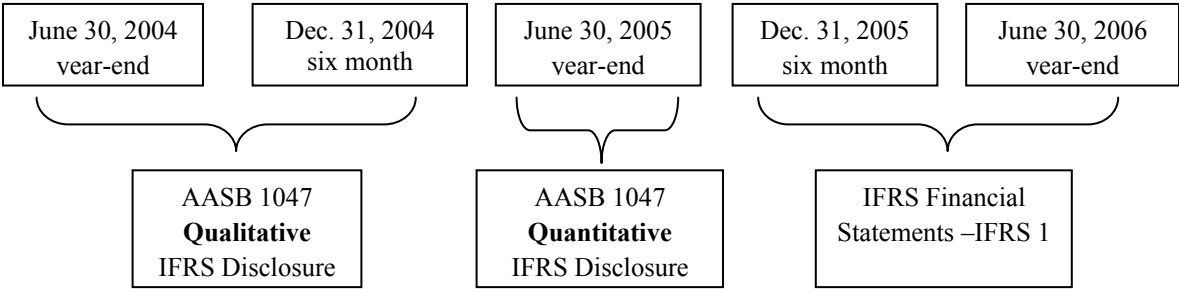 June 30, 2004
year-end
Dec. 31, 2004
six month
June 30, 2005
year-end
Dec. 31, 2005
six month
June 30, 2006
year-end
AASB 1047
Qualitative
IFRS Disclosure
AASB 1047
Quantitative
IFRS Disclosure
IFRS Financial
Statements –IFRS 1